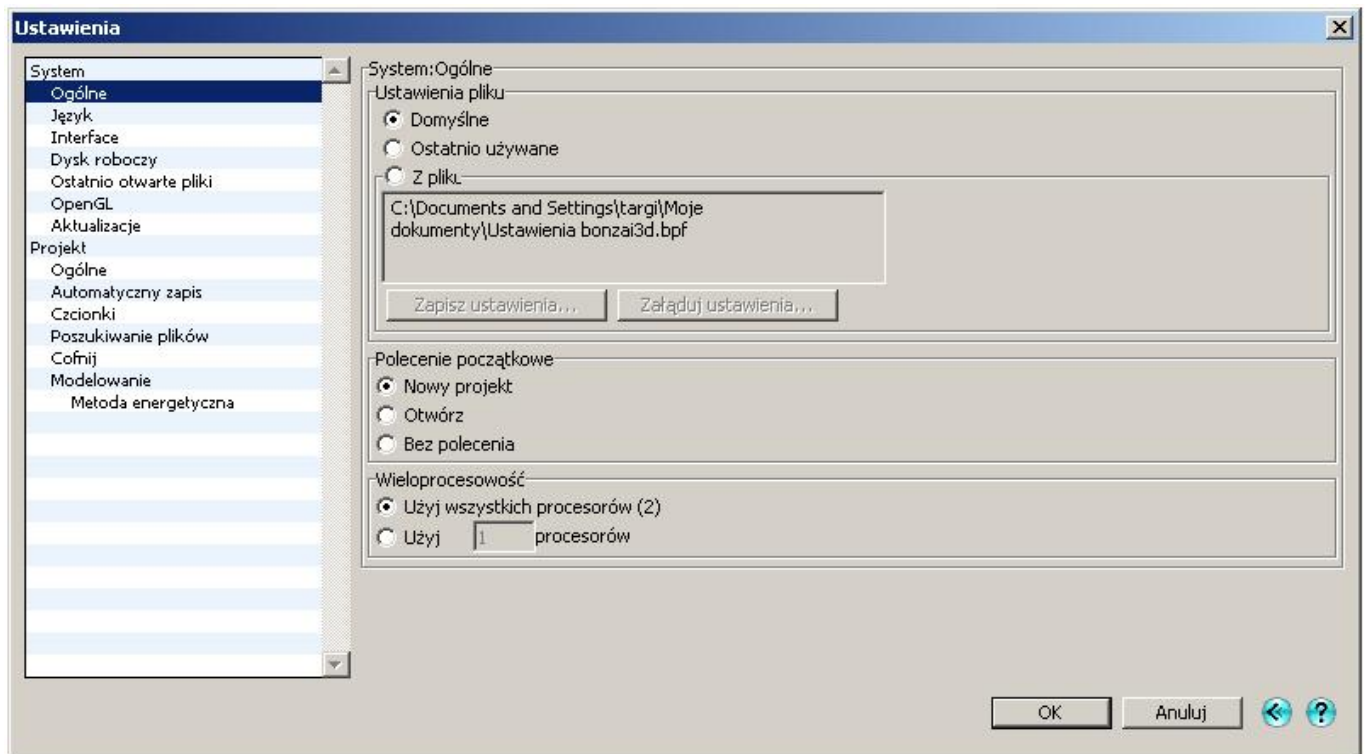 Ustawienia
System
Ogólne
Język
Interface
Dysk roboczy
Ostatnio otwarte pliki
OpenGL
Aktualizacje
Projekt
Ogólne
Automatyczny zapis
Czcionki
Poszukiwanie plików
Cofnij
Modelowanie
Metoda energetyczna
System:Ogólne
Ustawienia pliku
Domyślne
Ostatnio używane
Z pliku
C:\Documents and Settings\targi\Moje
dokumenty\Ustawienia bonzai3d.bpf
Zapisz ustawienia... Załąduj ustawienia...
Polecenie początkowe
Nowy projekt
Otwórz
Bez polecenia
Wieloprocesowość
Użyj wszystkich procesorów (2)
Użyj 1 procesorów
OK Anuluj ?